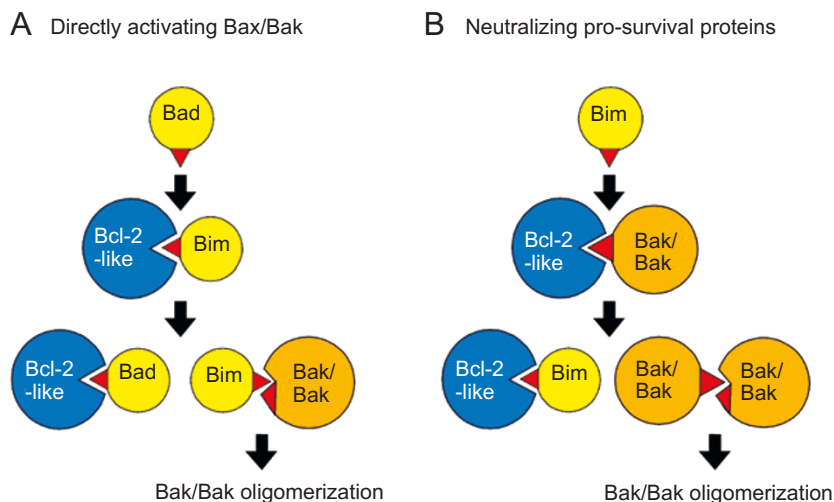 A Directly activating Bax/Bak
Bad
Bcl-2
-like
Bim
Bcl-2
-like
Bad
Bim
Bak/
Bak
Bak/Bak oligomerization
B Neutralizing pro-survival proteins
Bim
Bcl-2
-like
Bak/
Bak
Bcl-2
-like
Bim
Bak/
Bak
Bak/
Bak
Bak/Bak oligomerization